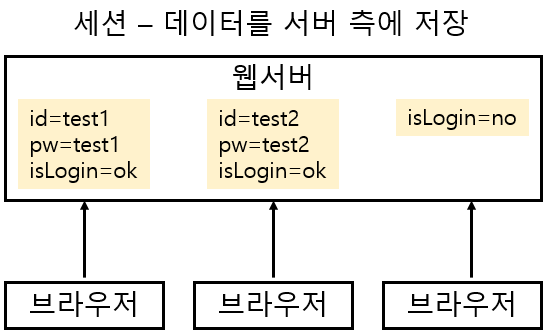 세션 – 데이터를 서버 측에 저장
웹서버
id=test1
pw=test1
isLogin=ok
id=test2
pw=test2
isLogin=ok
isLogin=no
브라우저
브라우저
브라우저